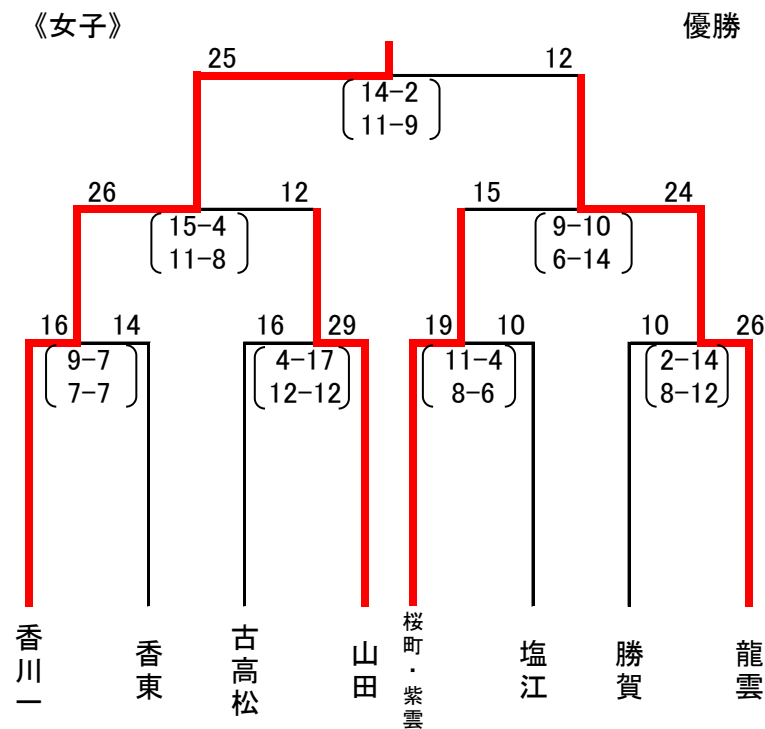 《女子》 優勝
25 12
14-2
11-9
26 12 15 24
15-4 9-10
11-8 6-14
16 14 16 29 19 10 10 26
9-7 4-17 11-4 2-14
7-7 12-12 8-6 8-12
香川一
香東
古高松
山田
桜町・紫雲
塩江
勝賀
龍雲